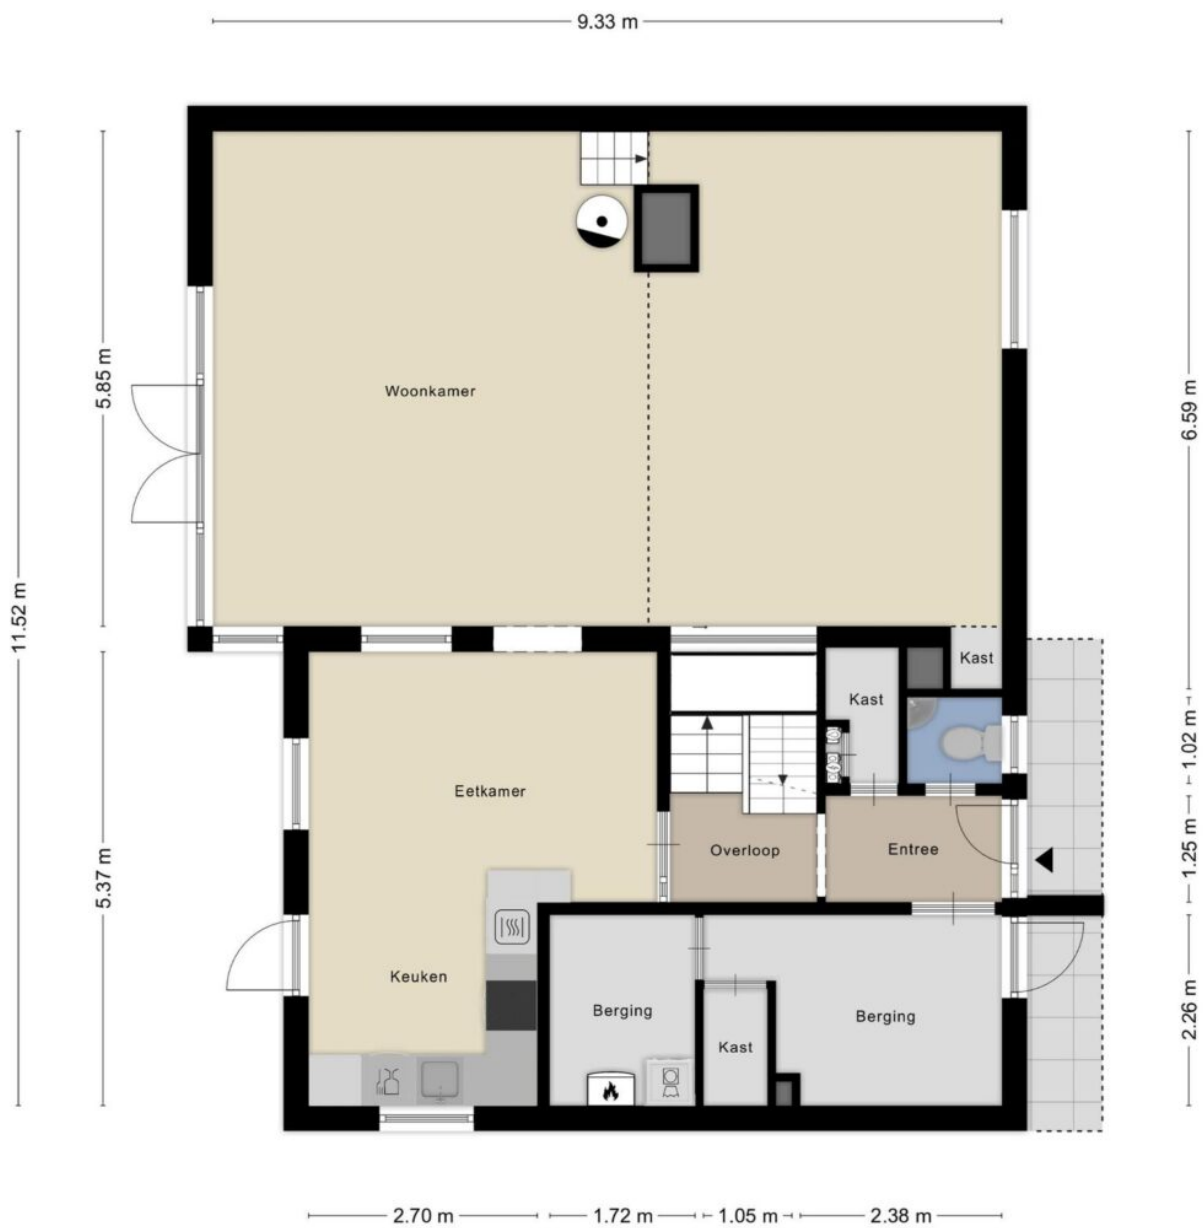 9.33 m
5.85 m
6.59 m
Woonkamer
11.52 m
Kast
Kast
1.02 m
Eetkamer
Overloop
Entree
1.25 m
5.37 m
Keuken
Berging
Berging
2.26 m
Kast
2.70 m
1.72 m
1.05 m
2.38 m